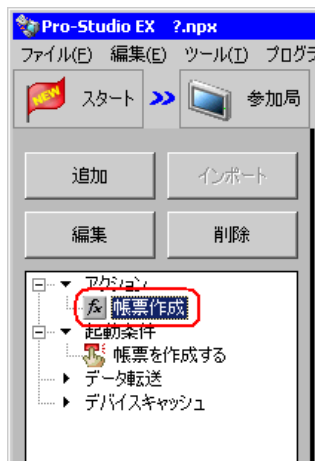 Pro-Studio EX ?.npx
ファイル(F) 編集(E) ツール(T) プログラ
NEW スタート >> 参加局
追加 インポート
編集 削除
アクション
fx 帳票作成
起動条件
帳票を作成する
データ転送
デバイスキャッシュ